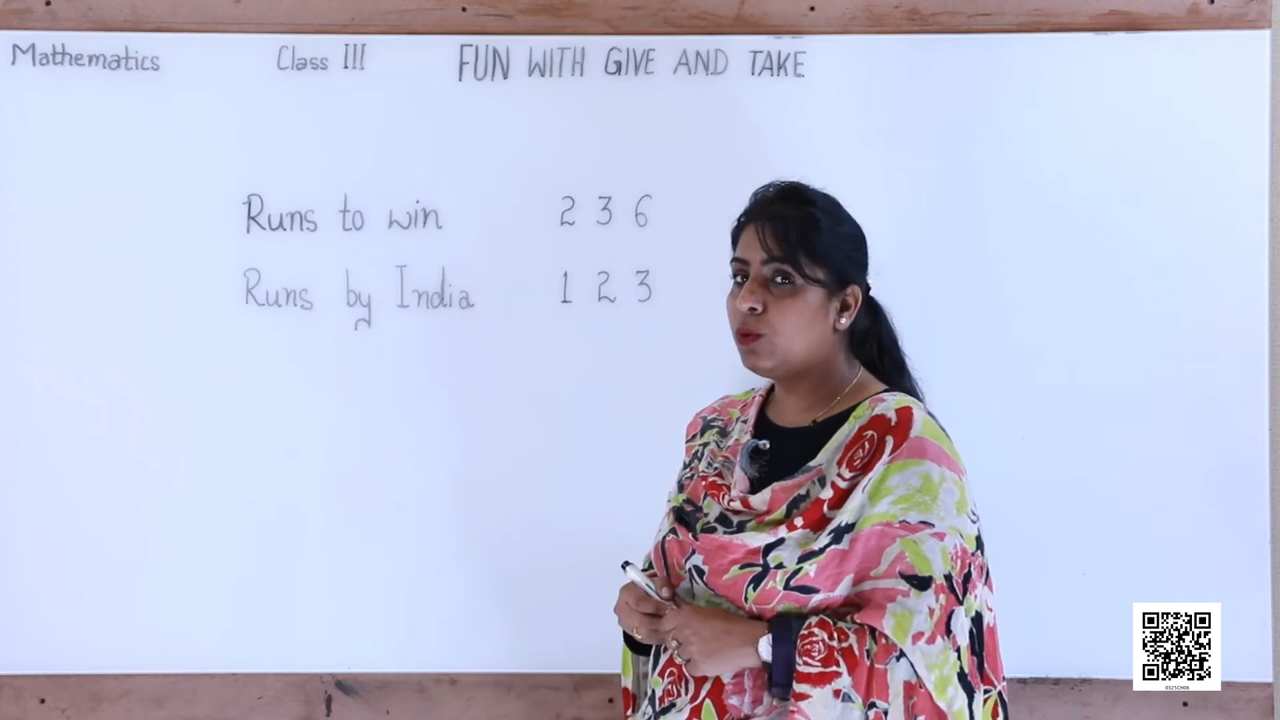 Mathematics Class III FUN WITH GIVE AND TAKE
Runs to win 2 3 6
Runs by India 1 2 3
0325CH06